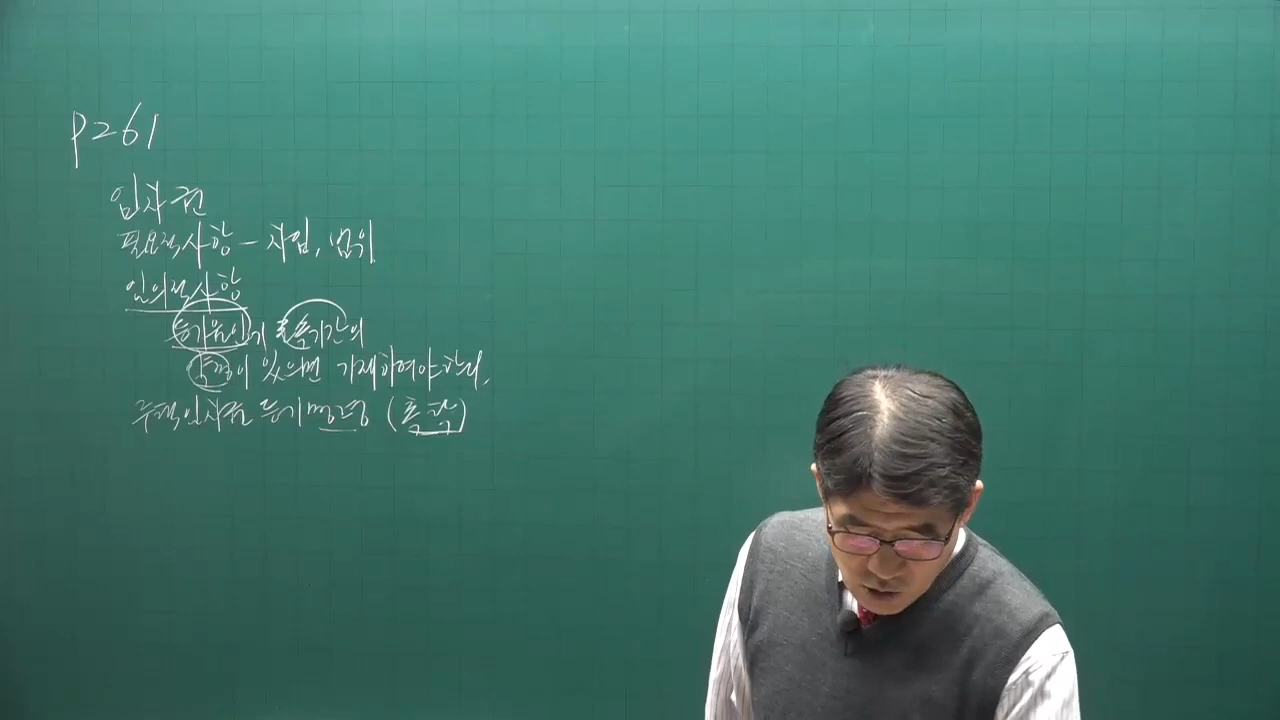 P261
임차권
필요적사항 - 차임, 범위
임의적사항
등기원인에 존속기간의
약정이 있으면 기재하여야한다.
주택임차권 등기명령 (촉탁)